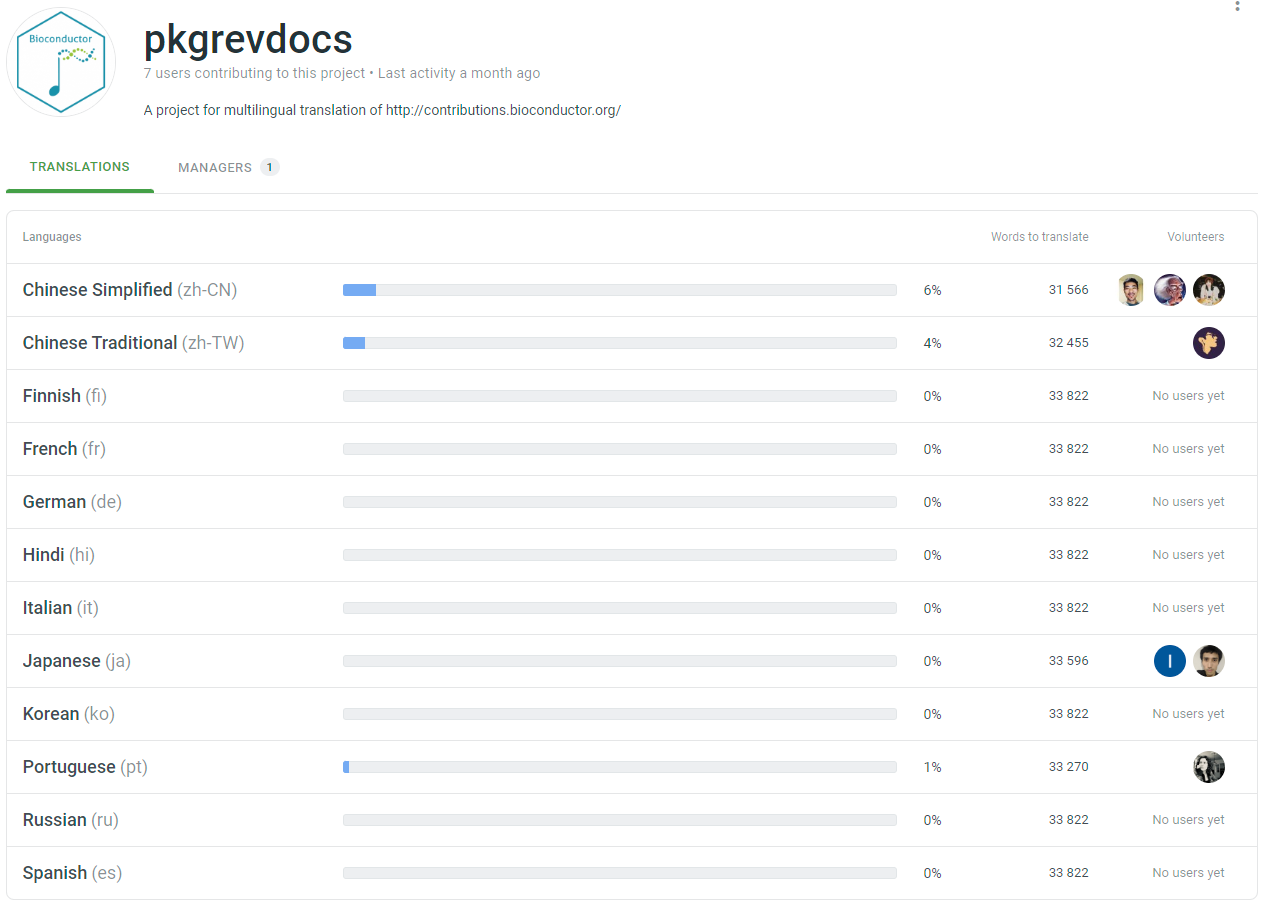 Bioconductor
pkgrevdocs
7 users contributing to this project • Last activity a month ago
A project for multilingual translation of http://contributions.bioconductor.org/
TRANSLATIONS MANAGERS 1
Languages Words to translate Volunteers
Chinese Simplified (zh-CN) 6% 31 566
Chinese Traditional (zh-TW) 4% 32 455
Finnish (fi) 0% 33 822 No users yet
French (fr) 0% 33 822 No users yet
German (de) 0% 33 822 No users yet
Hindi (hi) 0% 33 822 No users yet
Italian (it) 0% 33 822 No users yet
Japanese (ja) 0% 33 596 I
Korean (ko) 0% 33 822 No users yet
Portuguese (pt) 1% 33 270
Russian (ru) 0% 33 822 No users yet
Spanish (es) 0% 33 822 No users yet